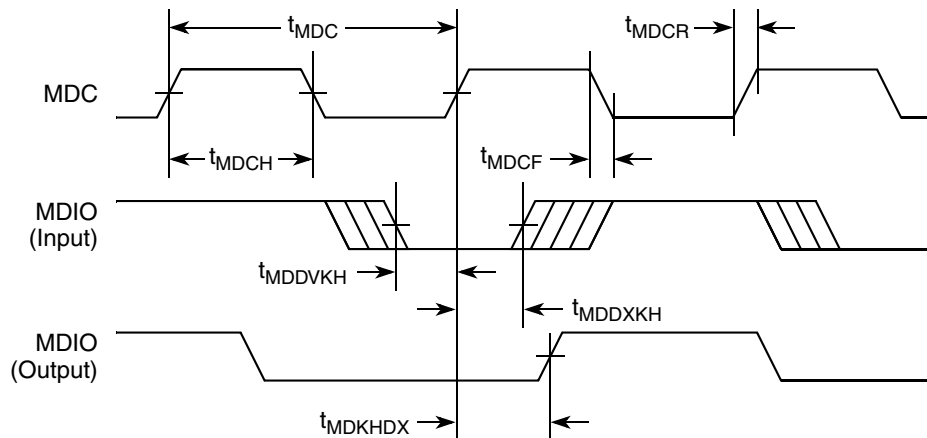 tMDC
tMDCR
MDC
tMDCH
tMDCF
MDIO
(Input)
tMDDVKH
tMDDXKH
MDIO
(Output)
tMDKHDX